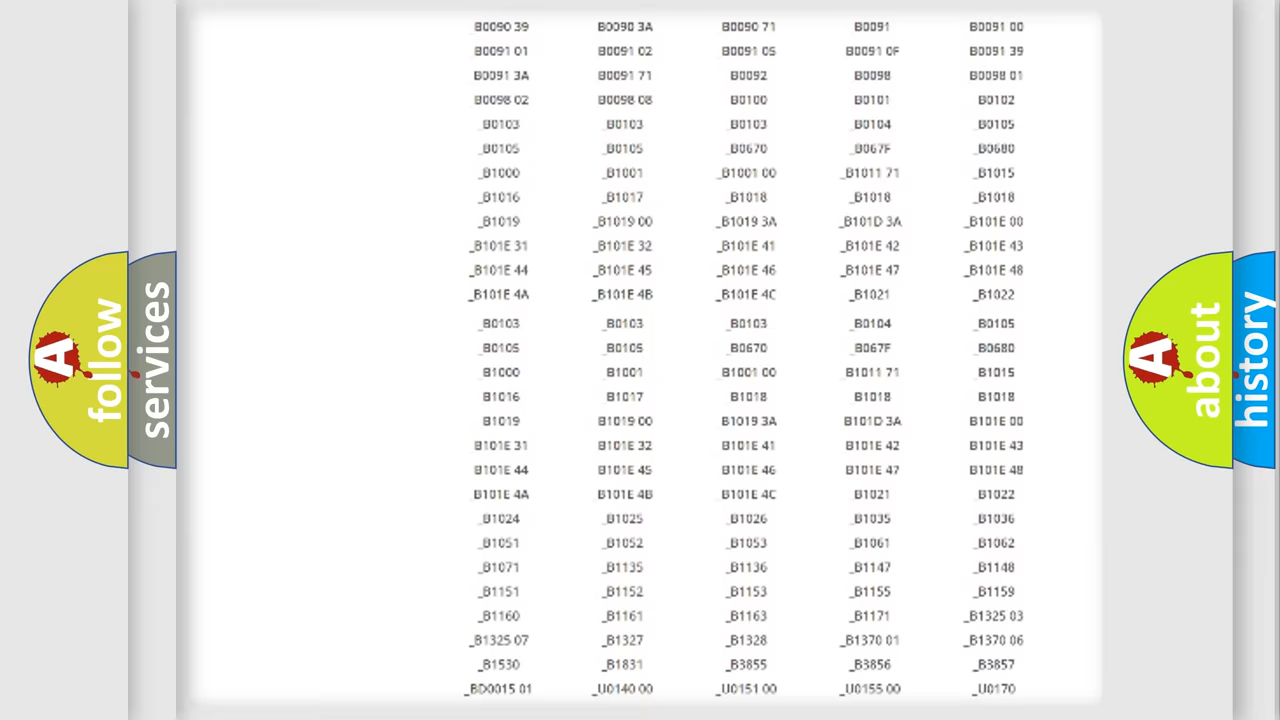 B0090 39 B0090 3A B0090 71 B0091 B0091 00
B0091 01 B0091 02 B0091 05 B0091 0F B0091 39
B0091 3A B0091 71 B0092 B0098 B0098 01
B0098 02 B0098 08 B0100 B0101 B0102
_B0103 _B0103 _B0103 _B0104 _B0105
_B0105 _B0105 _B0670 _B067F _B0680
_B1000 _B1001 _B1001 00 _B1011 71 _B1015
_B1016 _B1017 _B1018 _B1018 _B1018
_B1019 _B1019 00 _B1019 3A _B101D 3A _B101E 00
_B101E 31 _B101E 32 _B101E 41 _B101E 42 _B101E 43
_B101E 44 _B101E 45 _B101E 46 _B101E 47 _B101E 48
_B101E 4A _B101E 4B _B101E 4C _B1021 _B1022
_B0103 _B0103 _B0103 _B0104 _B0105
_B0105 _B0105 _B0670 _B067F _B0680
B1000 B1001 B1001 00 B1011 71 B1015
B1016 B1017 B1018 B1018 B1018
B1019 B1019 00 B1019 3A B101D 3A B101E 00
B101E 31 B101E 32 B101E 41 B101E 42 B101E 43
B101E 44 B101E 45 B101E 46 B101E 47 B101E 48
B101E 4A B101E 4B B101E 4C B1021 B1022
_B1024 _B1025 _B1026 _B1035 _B1036
_B1051 _B1052 _B1053 _B1061 _B1062
_B1071 _B1135 _B1136 _B1147 _B1148
_B1151 _B1152 _B1153 _B1155 _B1159
_B1160 _B1161 _B1163 _B1171 _B1325 03
_B1325 07 _B1327 _B1328 _B1370 01 _B1370 06
_B1530 _B1831 _B3855 _B3856 _B3857
_BD0015 01 _U0140 00 _U0151 00 _U0155 00 _U0170
A follow
services
A about
history